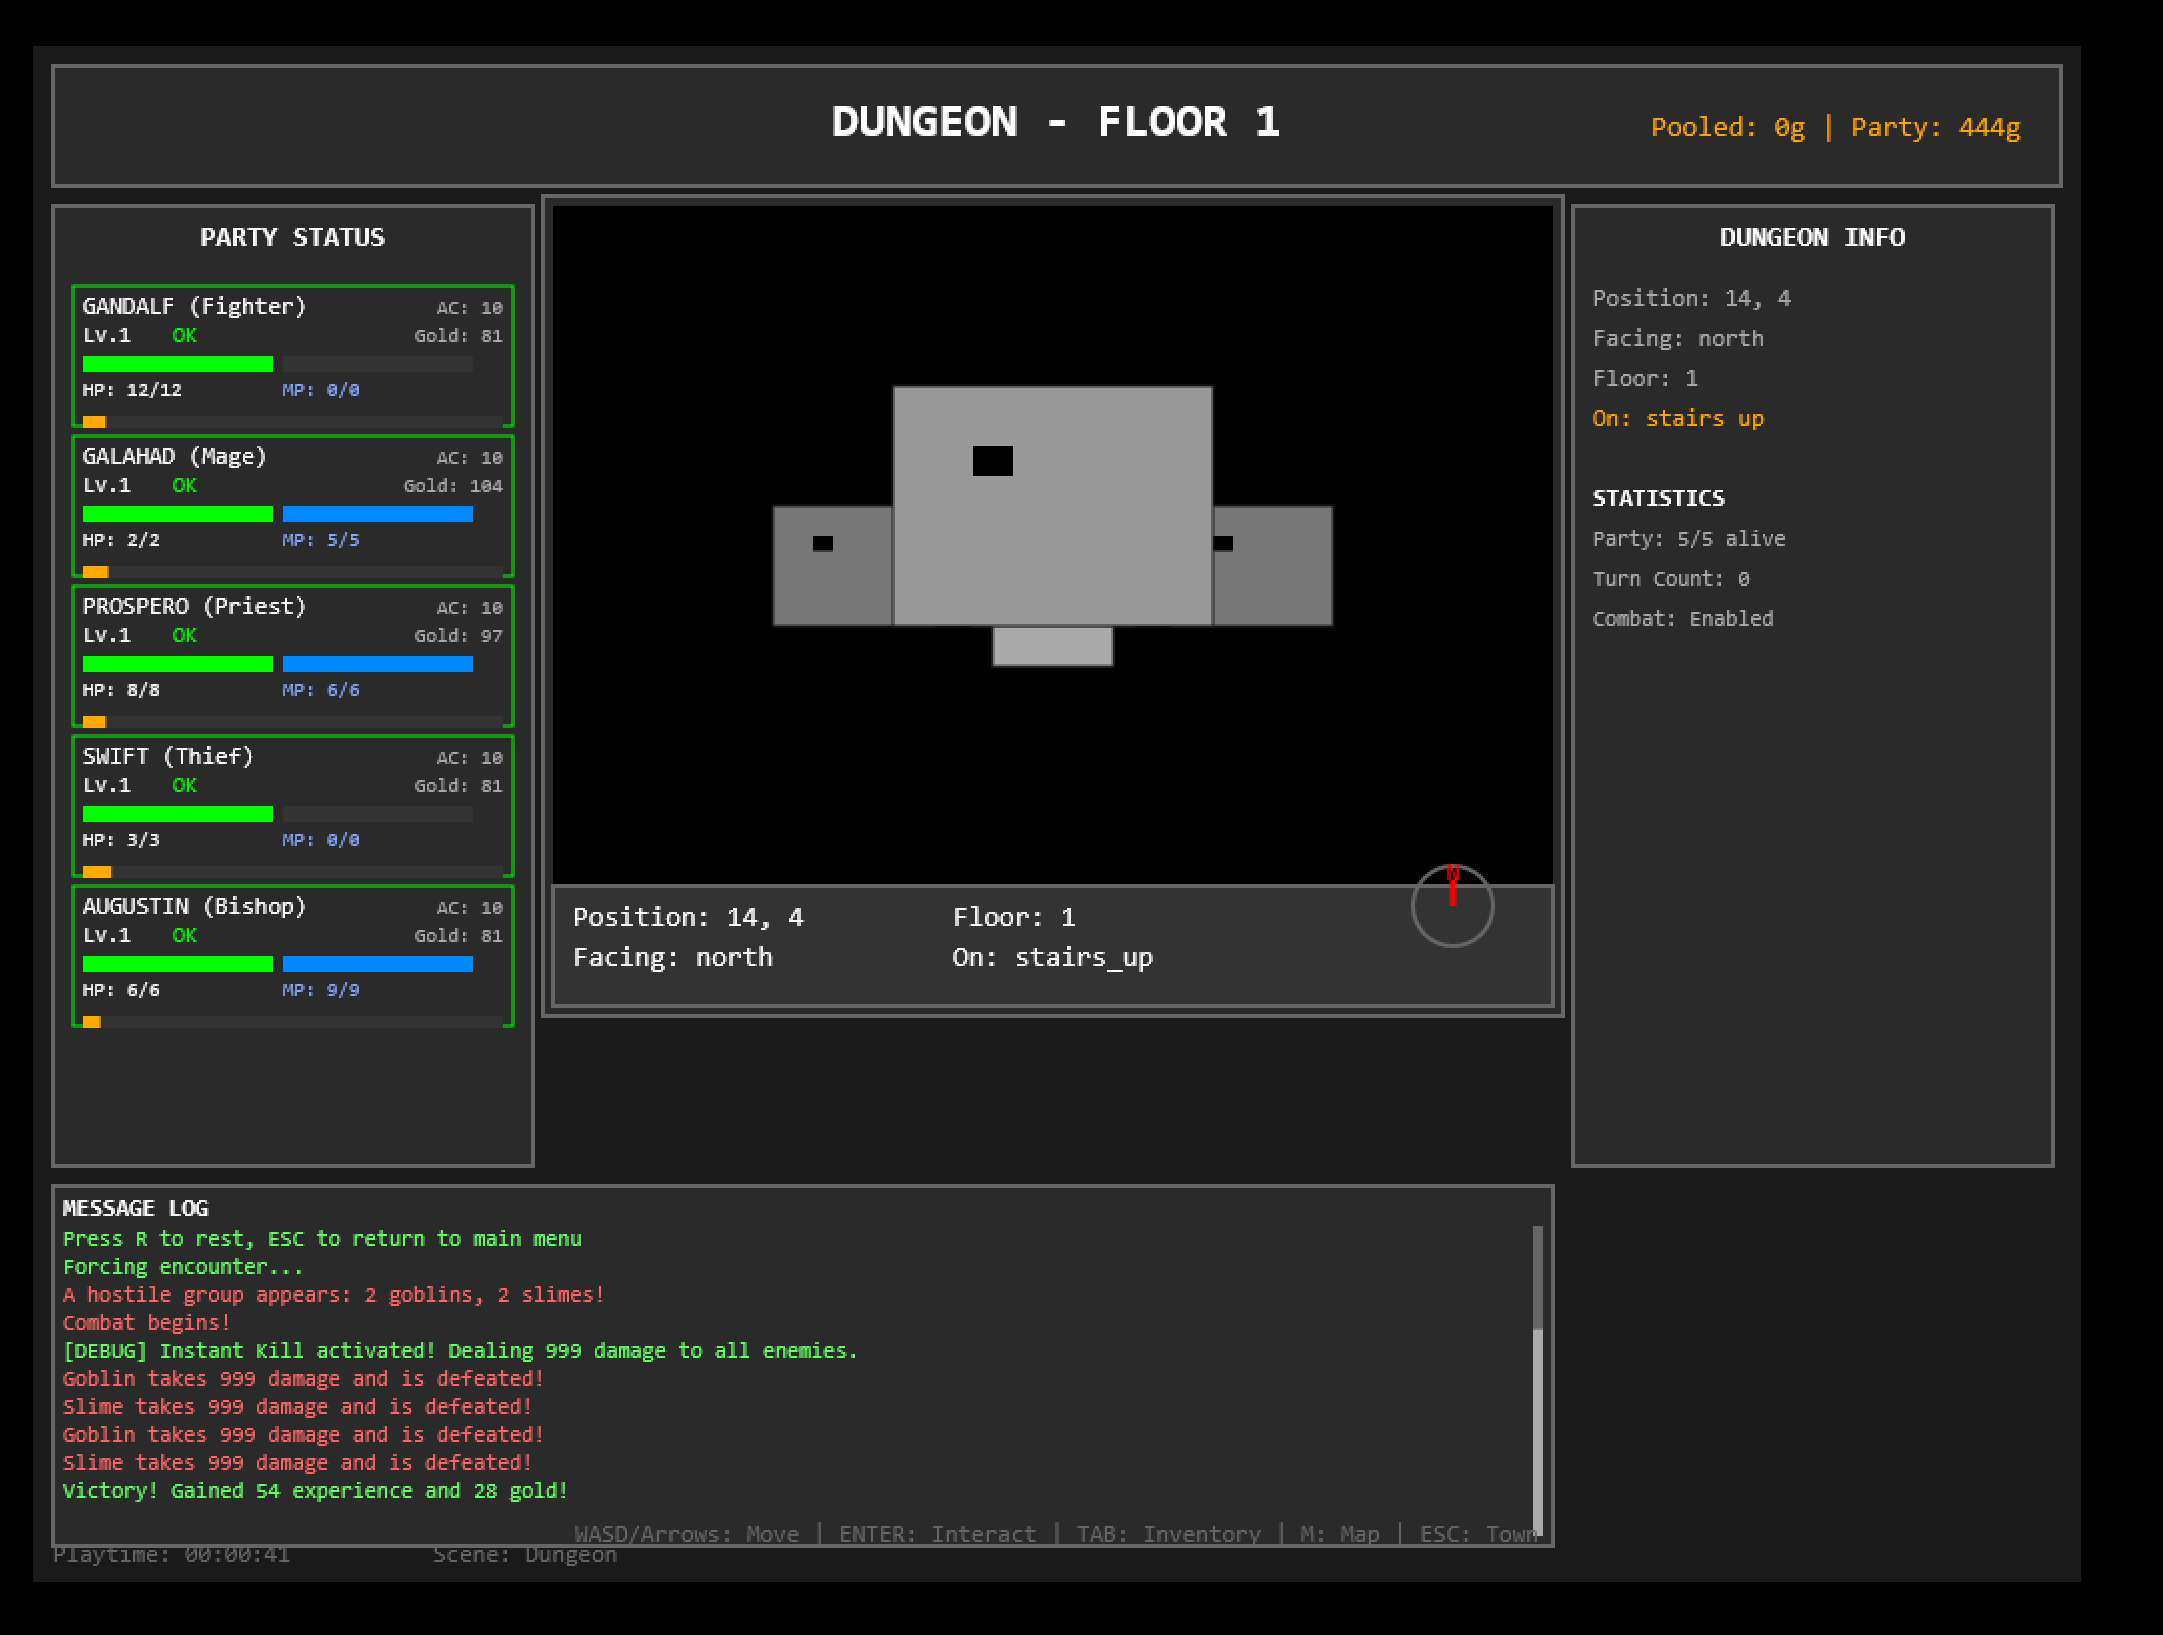 DUNGEON - FLOOR 1
Pooled: 0g | Party: 444g
PARTY STATUS
GANDALF (Fighter) AC: 10
Lv.1 OK Gold: 81
HP: 12/12 MP: 0/0
GALAHAD (Mage) AC: 10
Lv.1 OK Gold: 104
HP: 2/2 MP: 5/5
PROSPERO (Priest) AC: 10
Lv.1 OK Gold: 97
HP: 8/8 MP: 6/6
SWIFT (Thief) AC: 10
Lv.1 OK Gold: 81
HP: 3/3 MP: 0/0
AUGUSTIN (Bishop) AC: 10
Lv.1 OK Gold: 81
HP: 6/6 MP: 9/9
N
Position: 14, 4 Floor: 1
Facing: north On: stairs_up
DUNGEON INFO
Position: 14, 4
Facing: north
Floor: 1
On: stairs up
STATISTICS
Party: 5/5 alive
Turn Count: 0
Combat: Enabled
MESSAGE LOG
Press R to rest, ESC to return to main menu
Forcing encounter...
A hostile group appears: 2 goblins, 2 slimes!
Combat begins!
[DEBUG] Instant Kill activated! Dealing 999 damage to all enemies.
Goblin takes 999 damage and is defeated!
Slime takes 999 damage and is defeated!
Goblin takes 999 damage and is defeated!
Slime takes 999 damage and is defeated!
Victory! Gained 54 experience and 28 gold!
WASD/Arrows: Move | ENTER: Interact | TAB: Inventory | M: Map | ESC: Town
Playtime: 00:00:41 Scene: Dungeon